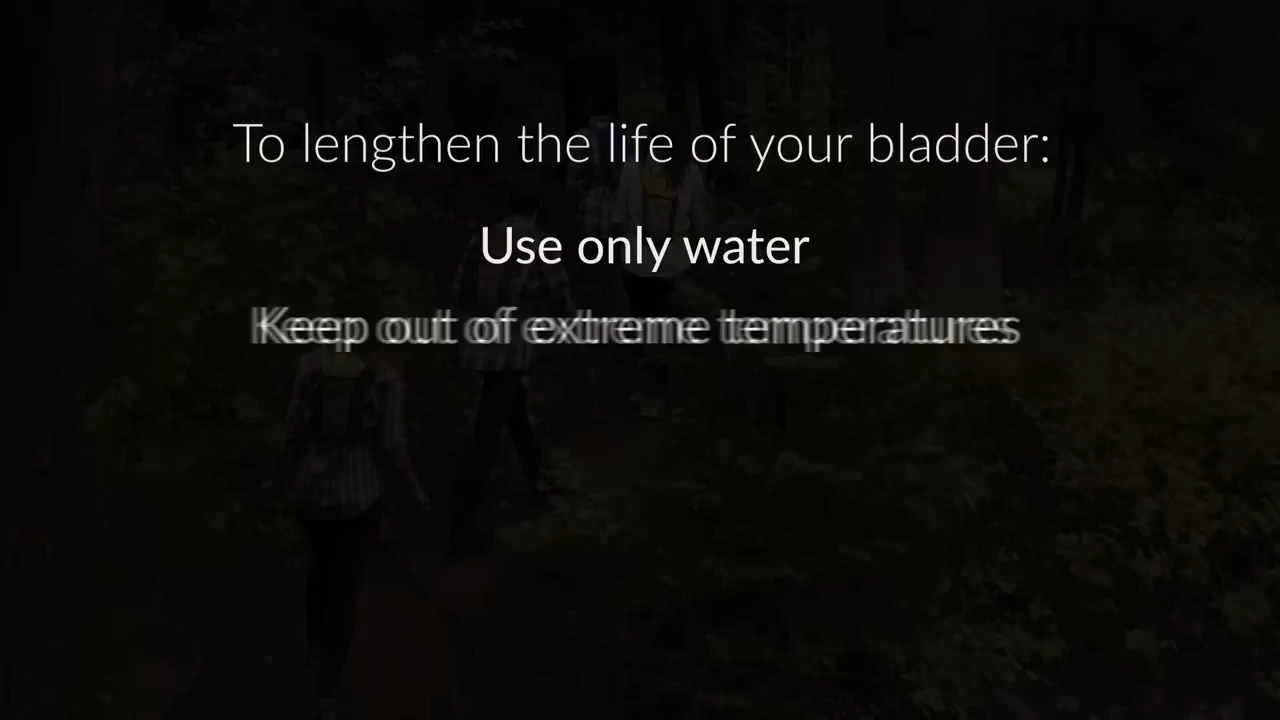 To lengthen the life of your bladder:
Use only water
Keep out of extreme temperatures